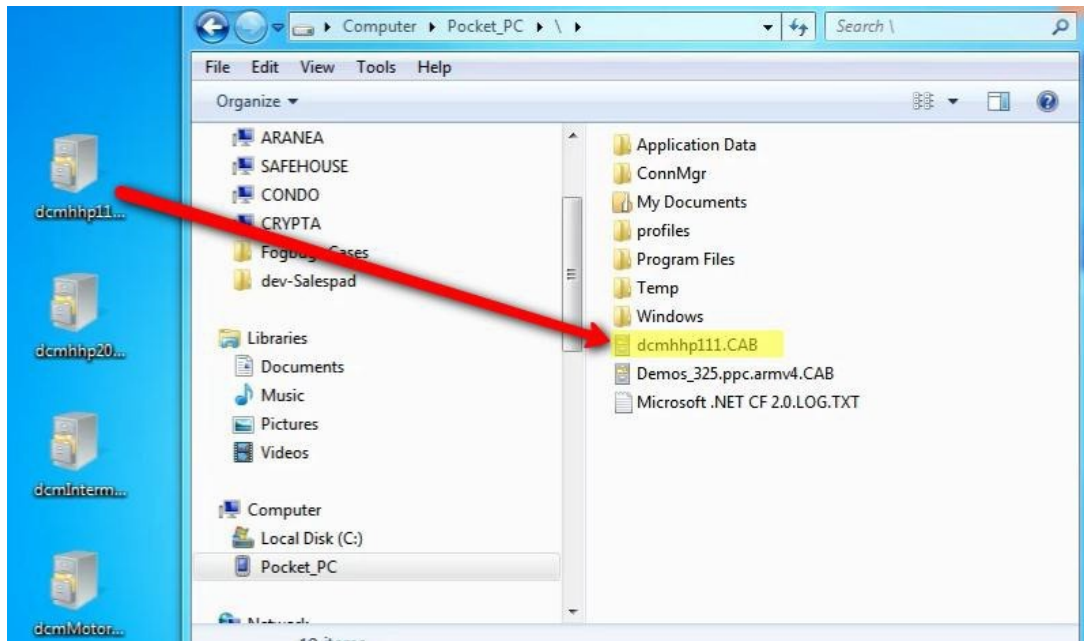 Computer ▸ Pocket_PC ▸ \ ▸
Search \
File Edit View Tools Help
Organize
dcmhhp11...
dcmhhp20...
dcmInterm...
dcmMotor...
ARANEA
SAFEHOUSE
CONDO
CRYPTA
Cases
dev-Salespad
Libraries
Documents
Music
Pictures
Videos
Computer
Local Disk (C:)
Pocket_PC
Application Data
ConnMgr
My Documents
profiles
Program Files
Temp
Windows
dcmhhp111.CAB
Demos_325.ppc.armv4.CAB
Microsoft .NET CF 2.0.LOG.TXT